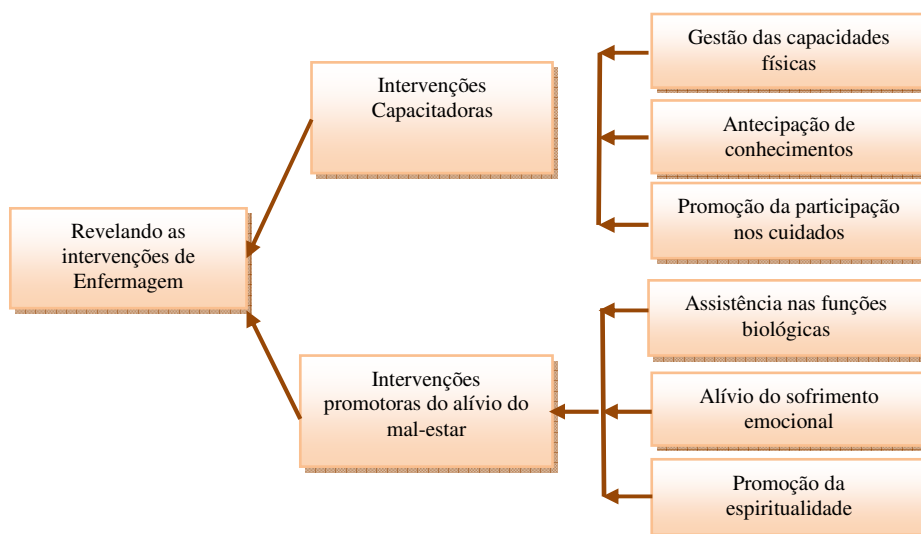 Revelando as
intervenções de
Enfermagem
Intervenções
Capacitadoras
Gestão das capacidades
físicas
Antecipação de
conhecimentos
Promoção da participação
nos cuidados
Intervenções
promotoras do alívio do
mal-estar
Assistência nas funções
biológicas
Alívio do sofrimento
emocional
Promoção da
espiritualidade